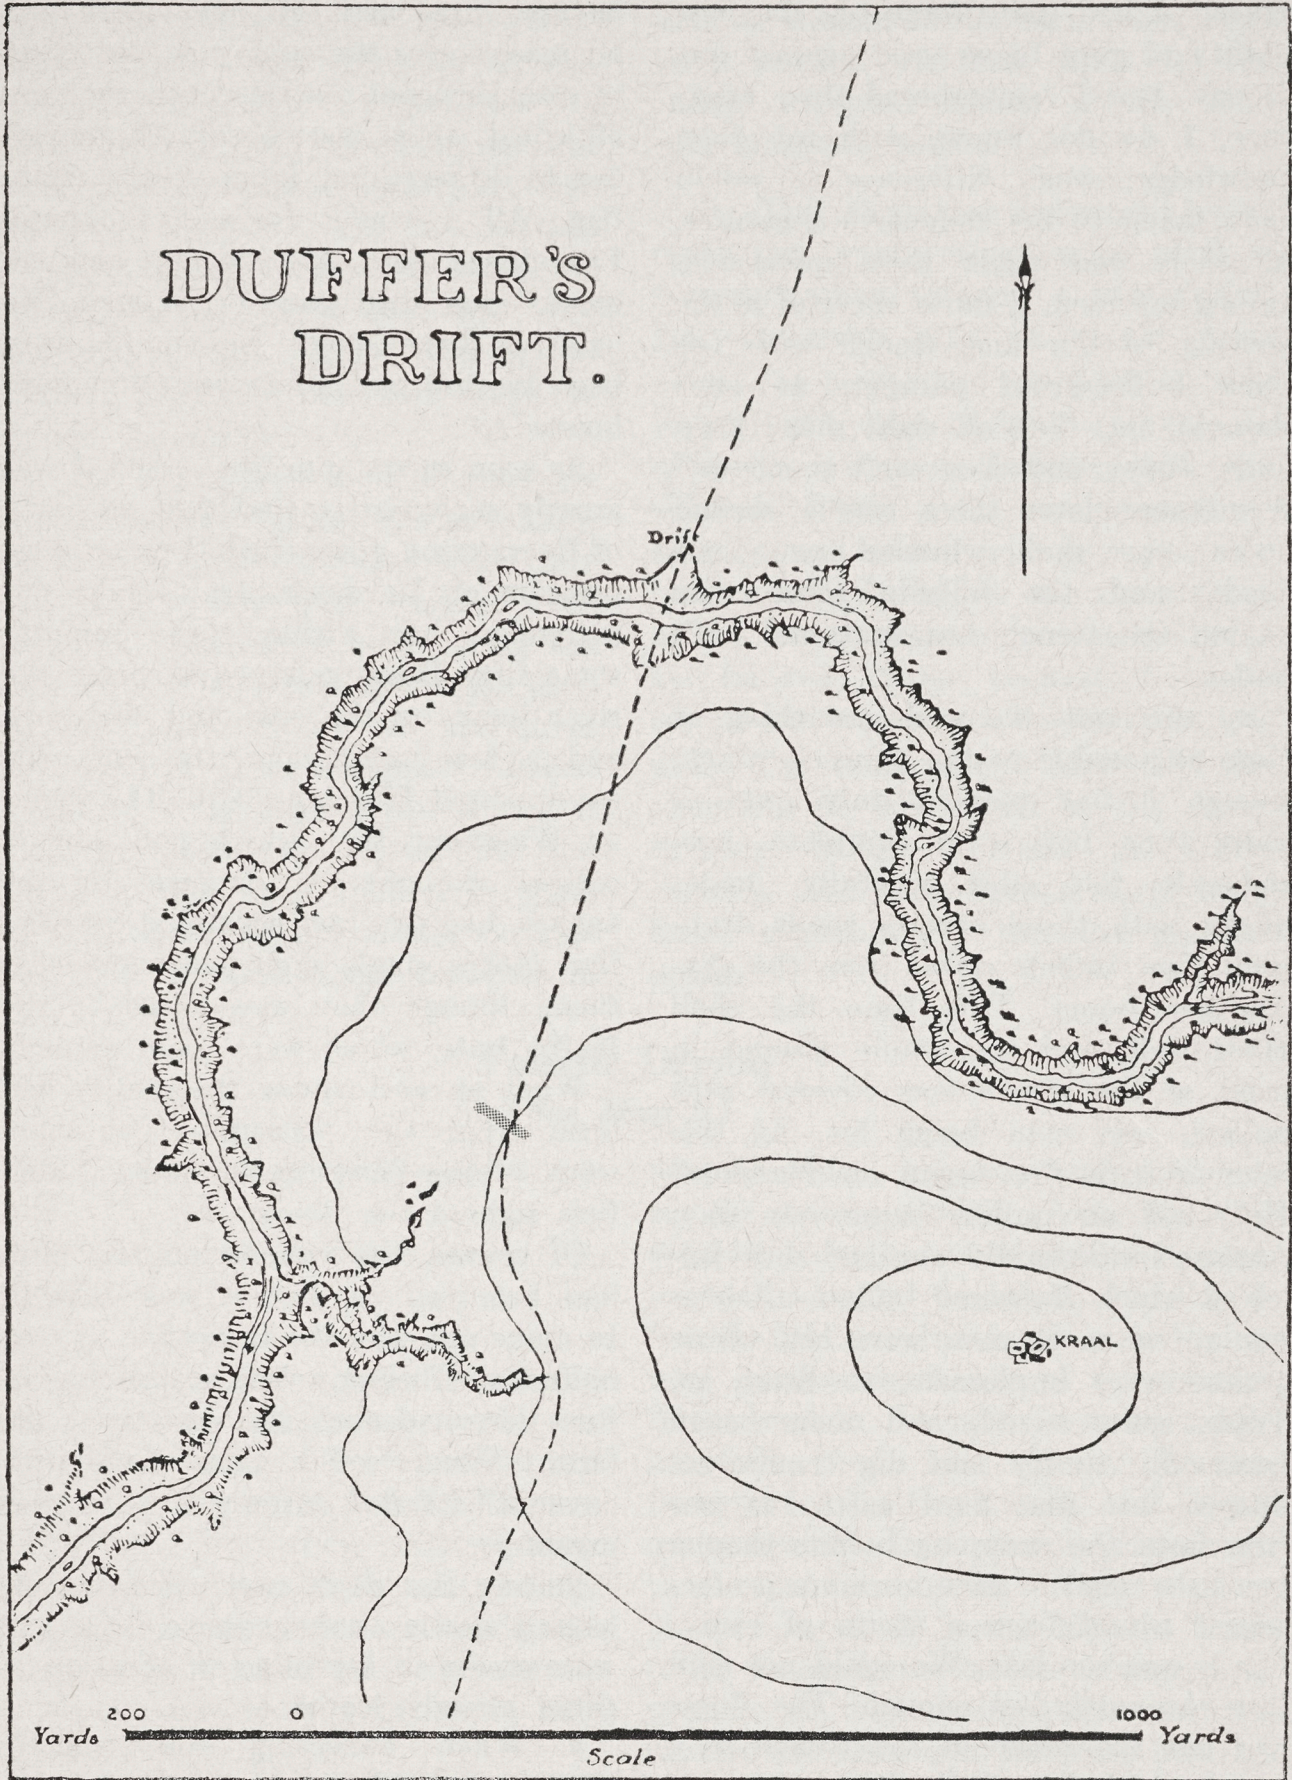 DUFFER'S
DRIFT.
Drift
KRAAL
200 0 1000
Yards Yards
Scale